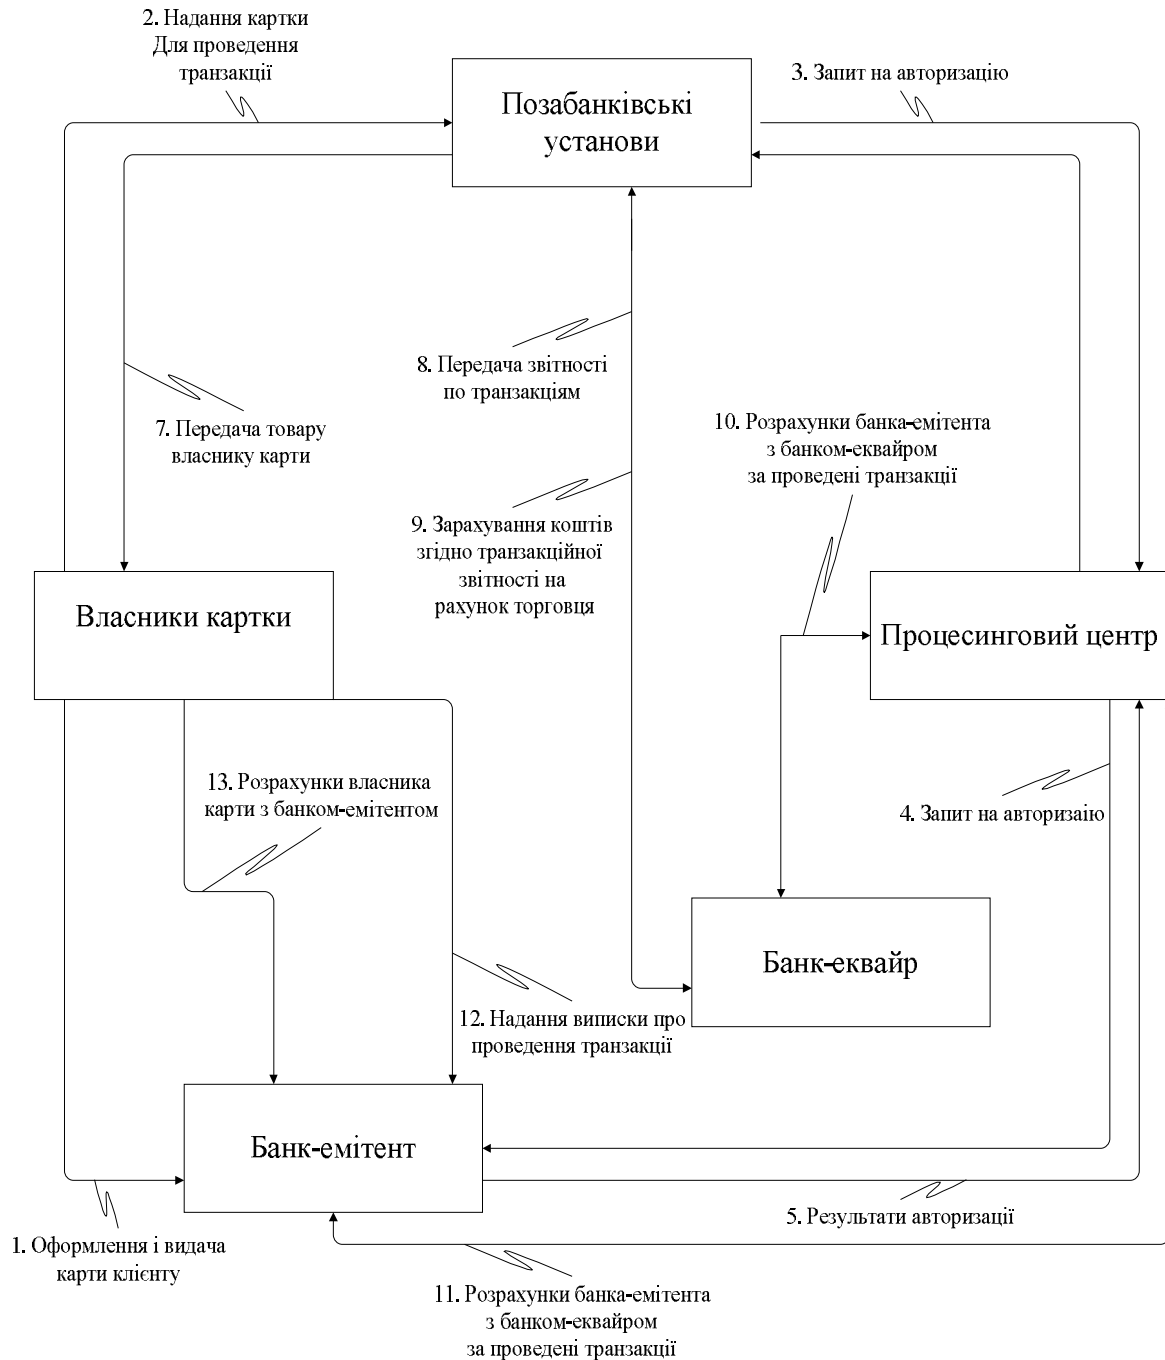 2. Надання картки
Для проведення
транзакції
3. Запит на авторизацію
Позабанківські
установи
8. Передача звітності
по транзакціям
7. Передача товару
власнику карти
10. Розрахунки банка-емітента
з банком-еквайром
за проведені транзакції
9. Зарахування коштів
згідно транзакційної
звітності на
рахунок торговця
Власники картки
Процесинговий центр
13. Розрахунки власника
карти з банком-емітентом
4. Запит на авторизаію
Банк-еквайр
12. Надання виписки про
проведення транзакції
Банк-емітент
5. Результати авторизації
1. Оформлення і видача
карти клієнту
11. Розрахунки банка-емітента
з банком-еквайром
за проведені транзакції